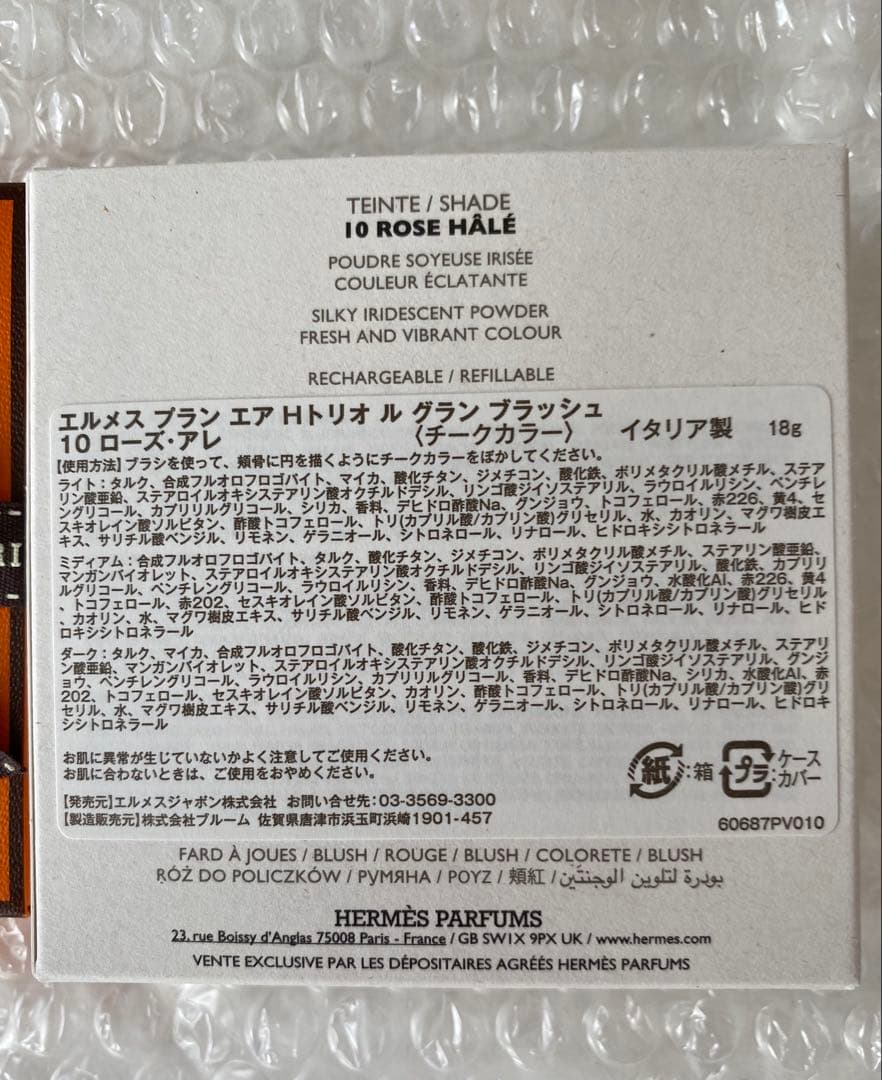 TEINTE / SHADE
10 ROSE HÂLÉ
POUDRE SOYEUSE IRISÉE
COULEUR ÉCLATANTE
SILKY IRIDESCENT POWDER
FRESH AND VIBRANT COLOUR
RECHARGEABLE / REFILLABLE
エルメス プラン エア Hトリオ ル グラン ブラッシュ
10 ローズ・アレ 〈チークカラー〉 イタリア製 18g
【使用方法】ブラシを使って、頬骨に円を描くようにチークカラーをぼかしてください。
ライト：タルク、合成フルオロフロゴパイト、マイカ、酸化チタン、ジメチコン、酸化鉄、ポリメタクリル酸メチル、ステア
リン酸亜鉛、ステアロイルオキシステアリン酸オクチルドデシル、リンゴ酸ジイソステアリル、ラウロイルリシン、ペンチレ
ングリコール、カプリリルグリコール、シリカ、香料、デヒドロ酢酸Na、グンジョウ、トコフェロール、赤226、黄4、セ
スキオレイン酸ソルビタン、酢酸トコフェロール、トリ(カプリル酸/カプリン酸)グリセリル、水、カオリン、マグワ樹皮エ
キス、サリチル酸ベンジル、リモネン、ゲラニオール、シトロネロール、リナロール、ヒドロキシシトロネラール
ミディアム：合成フルオロフロゴパイト、タルク、酸化チタン、ジメチコン、ポリメタクリル酸メチル、ステアリン酸亜鉛、
マンガンバイオレット、ステアロイルオキシステアリン酸オクチルドデシル、リンゴ酸ジイソステアリル、酸化鉄、カプリリ
ルグリコール、ペンチレングリコール、ラウロイルリシン、香料、デヒドロ酢酸Na、グンジョウ、水酸化Al、赤226、黄4
、トコフェロール、赤202、セスキオレイン酸ソルビタン、酢酸トコフェロール、トリ(カプリル酸/カプリン酸)グリセリル
、カオリン、水、マグワ樹皮エキス、サリチル酸ベンジル、リモネン、ゲラニオール、シトロネロール、リナロール、ヒド
ロキシシトロネラール
ダーク：タルク、マイカ、合成フルオロフロゴパイト、酸化チタン、酸化鉄、ジメチコン、ポリメタクリル酸メチル、ステアリ
ン酸亜鉛、マンガンバイオレット、ステアロイルオキシステアリン酸オクチルドデシル、リンゴ酸ジイソステアリル、グンジ
ョウ、ペンチレングリコール、ラウロイルリシン、カプリリルグリコール、香料、デヒドロ酢酸Na、シリカ、水酸化Al、赤
202、トコフェロール、セスキオレイン酸ソルビタン、カオリン、酢酸トコフェロール、トリ(カプリル酸/カプリン酸)グリ
セリル、水、マグワ樹皮エキス、サリチル酸ベンジル、リモネン、ゲラニオール、シトロネロール、リナロール、ヒドロキ
シシトロネラール
お肌に異常が生じていないかよく注意してご使用ください。
お肌に合わないときは、ご使用をおやめください。
紙：箱 プラ：ケース
カバー
【発売元】エルメスジャポン株式会社 お問い合せ先：03-3569-3300
【製造販売元】株式会社ブルーム 佐賀県唐津市浜玉町浜崎1901-457
60687PV010
FARD À JOUES / BLUSH / ROUGE / BLUSH / COLORETE / BLUSH
RÓŻ DO POLICZKÓW / РУМЯНА / ΡΟΥΖ / 頰紅 / بودرة لتلوين الوجنتين
HERMÈS PARFUMS
23, rue Boissy d'Anglas 75008 Paris - France / GB SW1X 9PX UK / www.hermes.com
VENTE EXCLUSIVE PAR LES DÉPOSITAIRES AGRÉÉS HERMÈS PARFUMS